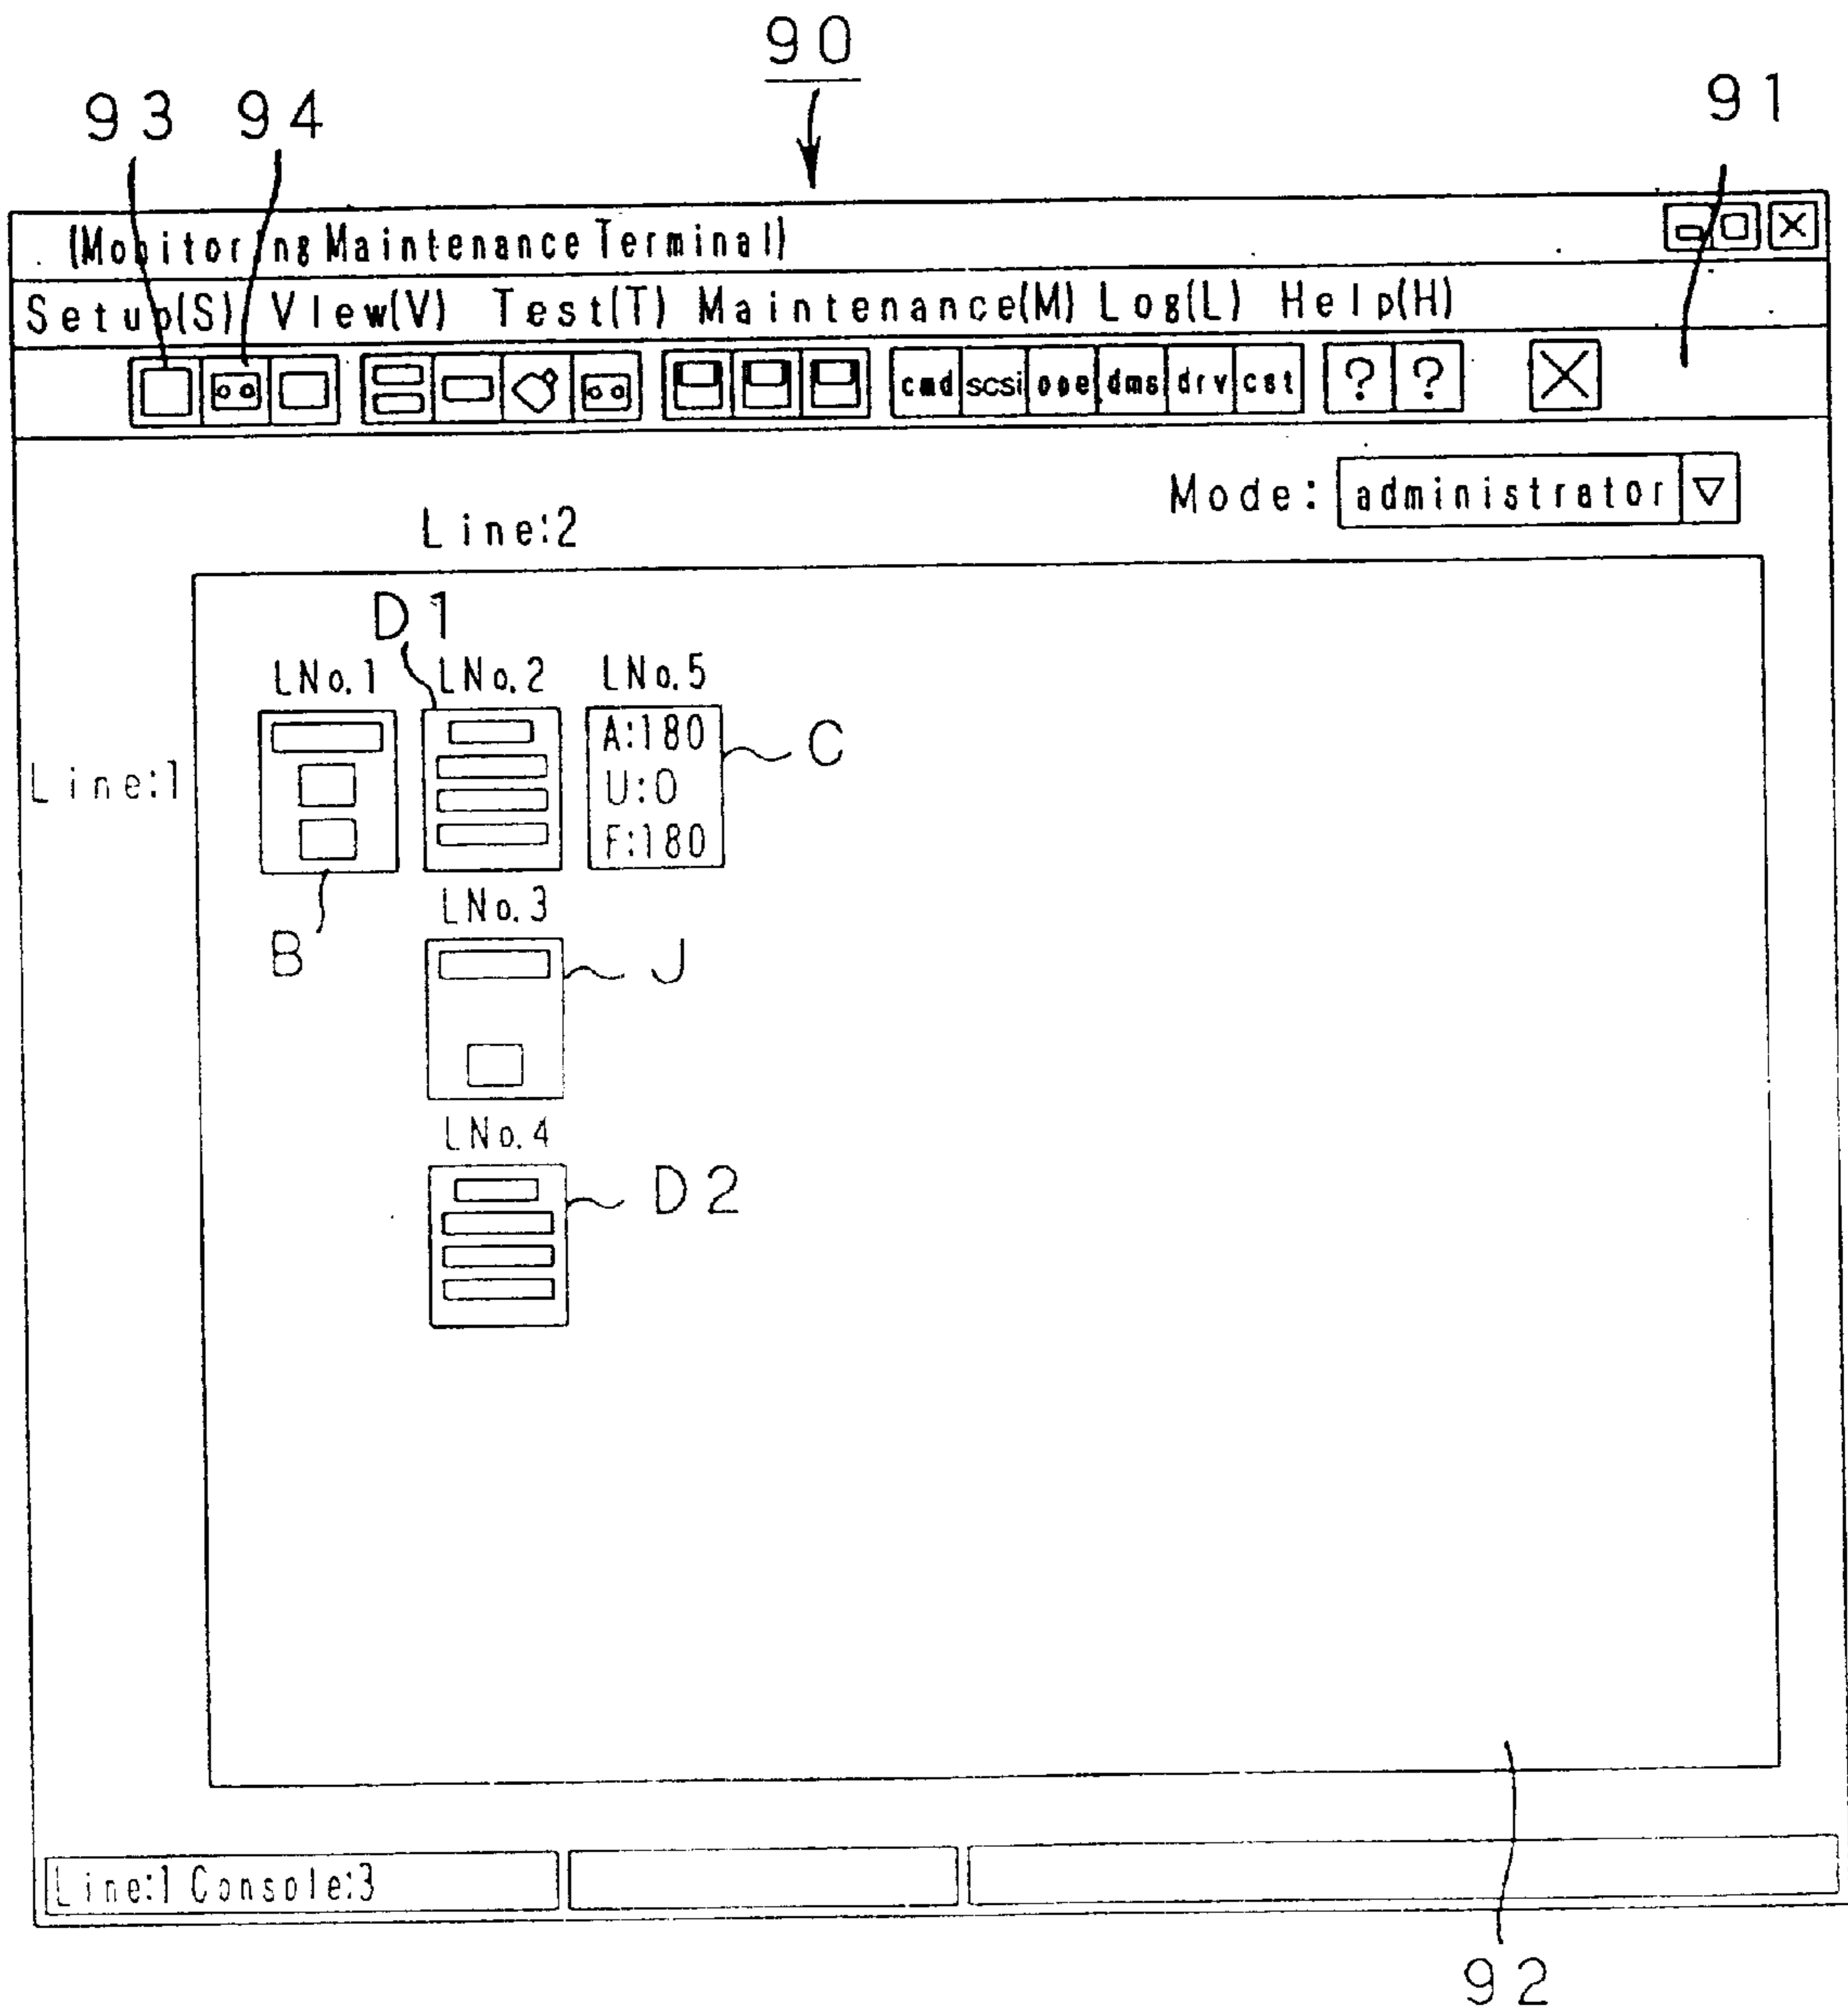 90
93 94 91
(Monitoring Maintenance Terminal)
Setup(S) VIew(V) Test(T) Maintenance(M) Log(L) Help(H)
cmd scsi ope dms drv cst ? ?
Mode: administrator
Line:2
D1
LNo.1 LNo.2 LNo.5
A:180
U:0
F:180
C
Line:1
B
LNo.3
J
LNo.4
D2
Line:1 Console:3
92